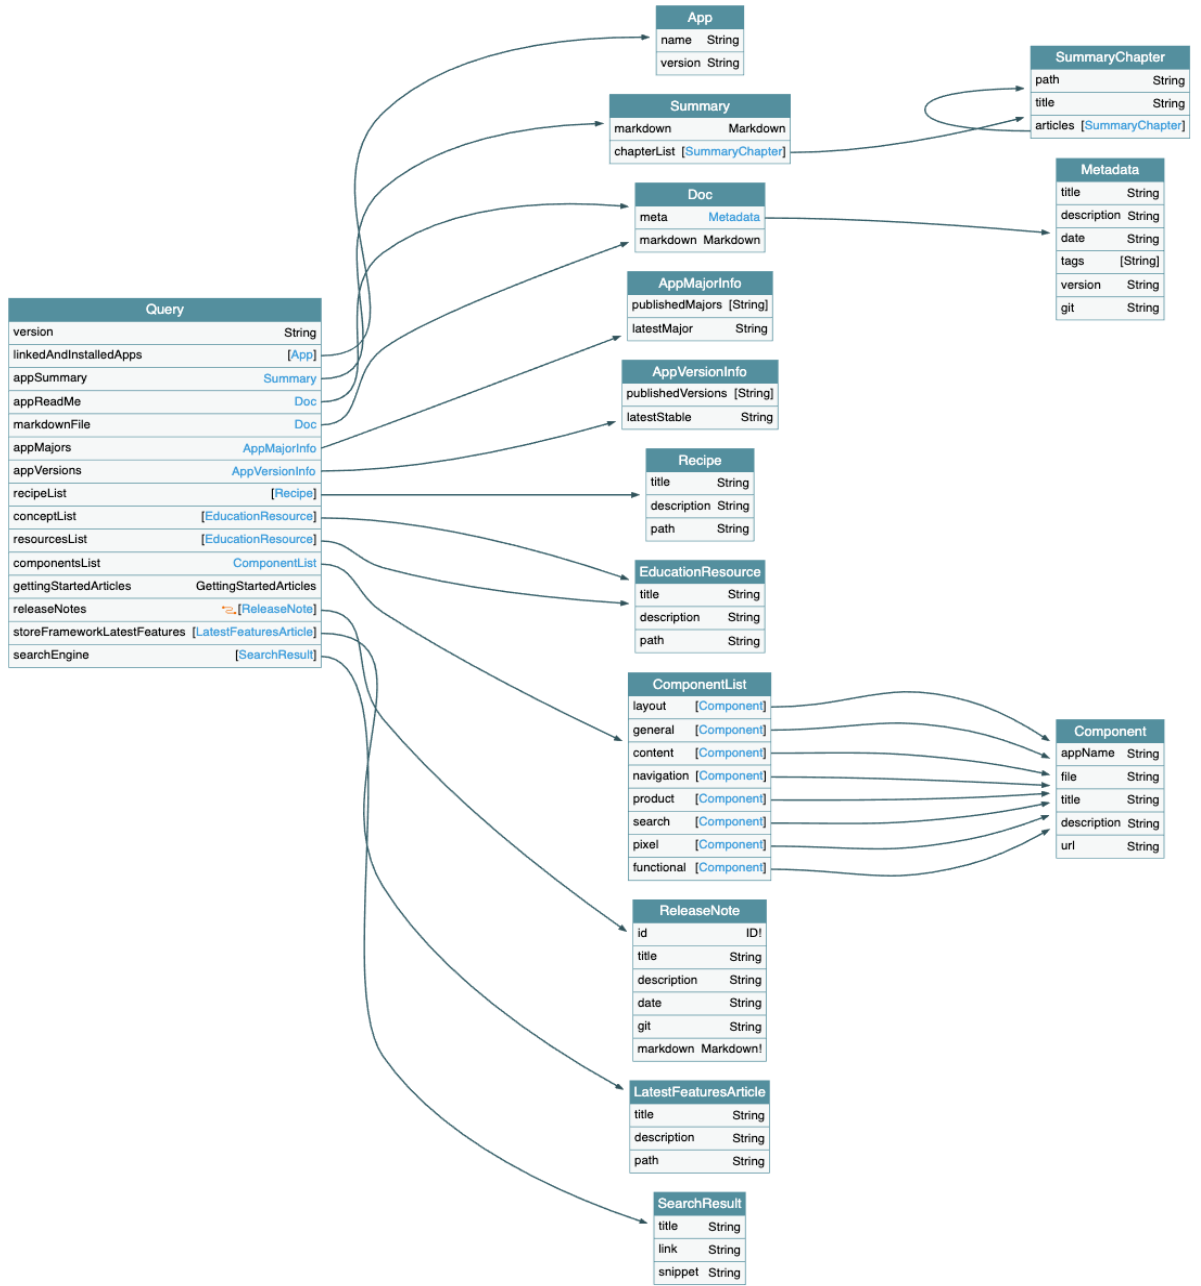 Query
version String
linkedAndInstalledApps [App]
appSummary Summary
appReadMe Doc
markdownFile Doc
appMajors AppMajorInfo
appVersions AppVersionInfo
recipeList [Recipe]
conceptList [EducationResource]
resourcesList [EducationResource]
componentsList ComponentList
gettingStartedArticles GettingStartedArticles
releaseNotes [ReleaseNote]
storeFrameworkLatestFeatures [LatestFeaturesArticle]
searchEngine [SearchResult]
App
name String
version String
Summary
markdown Markdown
chapterList [SummaryChapter]
Doc
meta Metadata
markdown Markdown
AppMajorInfo
publishedMajors [String]
latestMajor String
AppVersionInfo
publishedVersions [String]
latestStable String
Recipe
title String
description String
path String
EducationResource
title String
description String
path String
ComponentList
layout [Component]
general [Component]
content [Component]
navigation [Component]
product [Component]
search [Component]
pixel [Component]
functional [Component]
ReleaseNote
id ID!
title String
description String
date String
git String
markdown Markdown!
LatestFeaturesArticle
title String
description String
path String
SearchResult
title String
link String
snippet String
SummaryChapter
path String
title String
articles [SummaryChapter]
Metadata
title String
description String
date String
tags [String]
version String
git String
Component
appName String
file String
title String
description String
url String